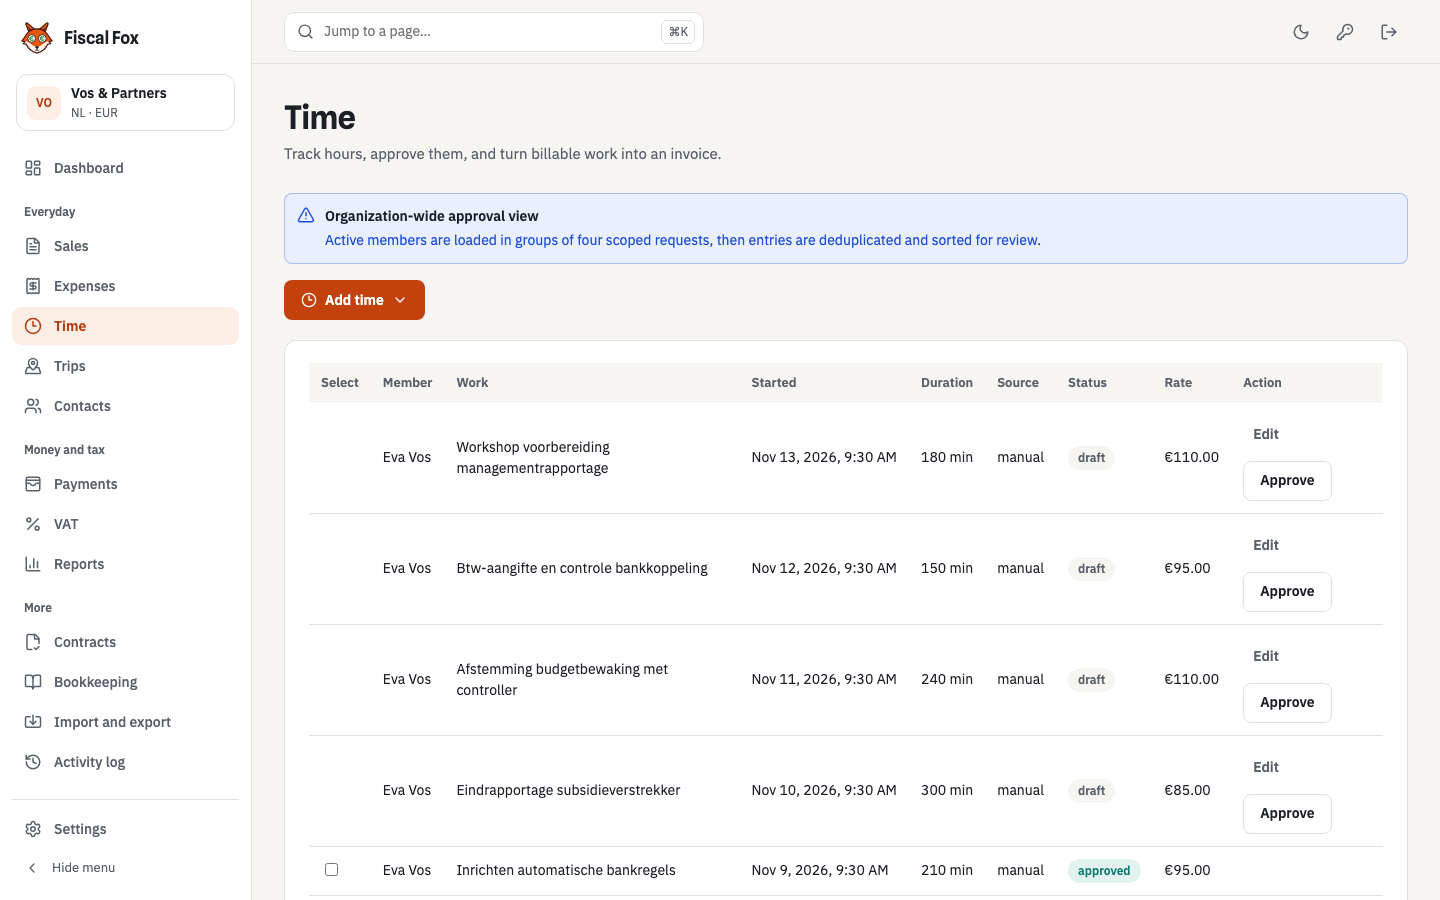 Fiscal Fox
VO
Vos & Partners
NL · EUR
Dashboard
Everyday
Sales
Expenses
Time
Trips
Contacts
Money and tax
Payments
VAT
Reports
More
Contracts
Bookkeeping
Import and export
Activity log
Settings
Hide menu
Jump to a page...
⌘K
Time
Track hours, approve them, and turn billable work into an invoice.
Organization-wide approval view
Active members are loaded in groups of four scoped requests, then entries are deduplicated and sorted for review.
Add time
Select Member Work Started Duration Source Status Rate Action
Eva Vos Workshop voorbereiding managementrapportage Nov 13, 2026, 9:30 AM 180 min manual draft €110.00 Edit
Approve
Eva Vos Btw-aangifte en controle bankkoppeling Nov 12, 2026, 9:30 AM 150 min manual draft €95.00 Edit
Approve
Eva Vos Afstemming budgetbewaking met controller Nov 11, 2026, 9:30 AM 240 min manual draft €110.00 Edit
Approve
Eva Vos Eindrapportage subsidieverstrekker Nov 10, 2026, 9:30 AM 300 min manual draft €85.00 Edit
Approve
Eva Vos Inrichten automatische bankregels Nov 9, 2026, 9:30 AM 210 min manual approved €95.00